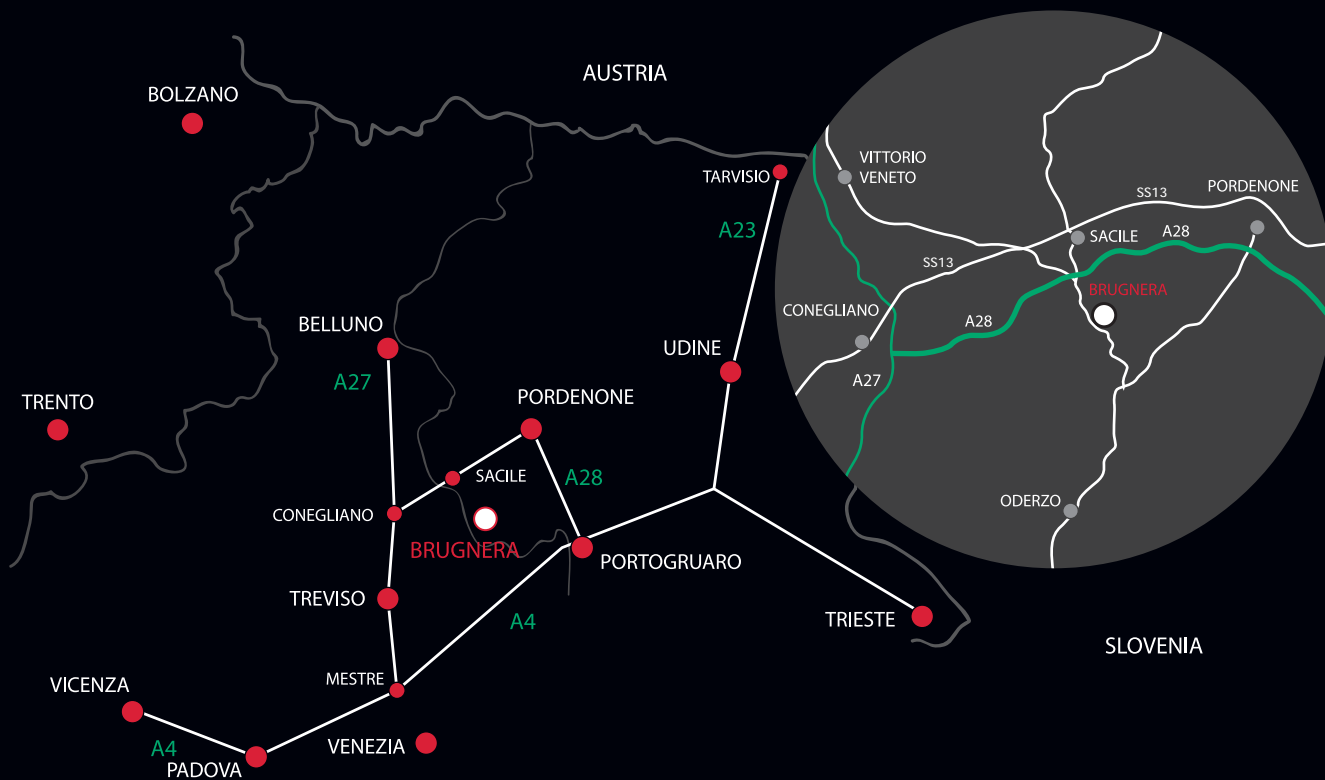 AUSTRIA
BOLZANO
TARVISIO
A23
BELLUNO
A27
UDINE
TRENTO
PORDENONE
SACILE
A28
CONEGLIANO
BRUGNERA
PORTOGRUARO
TREVISO
A4
TRIESTE
MESTRE
VICENZA
A4
VENEZIA
PADOVA
SLOVENIA
VITTORIO
VENETO
SS13
PORDENONE
SACILE
A28
SS13
BRUGNERA
CONEGLIANO
A28
A27
ODERZO